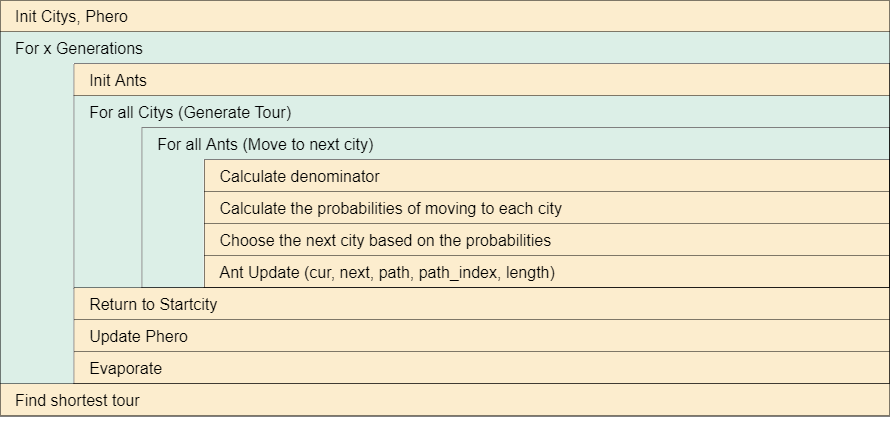 Init Citys, Phero
For x Generations
Init Ants
For all Citys (Generate Tour)
For all Ants (Move to next city)
Calculate denominator
Calculate the probabilities of moving to each city
Choose the next city based on the probabilities
Ant Update (cur, next, path, path_index, length)
Return to Startcity
Update Phero
Evaporate
Find shortest tour